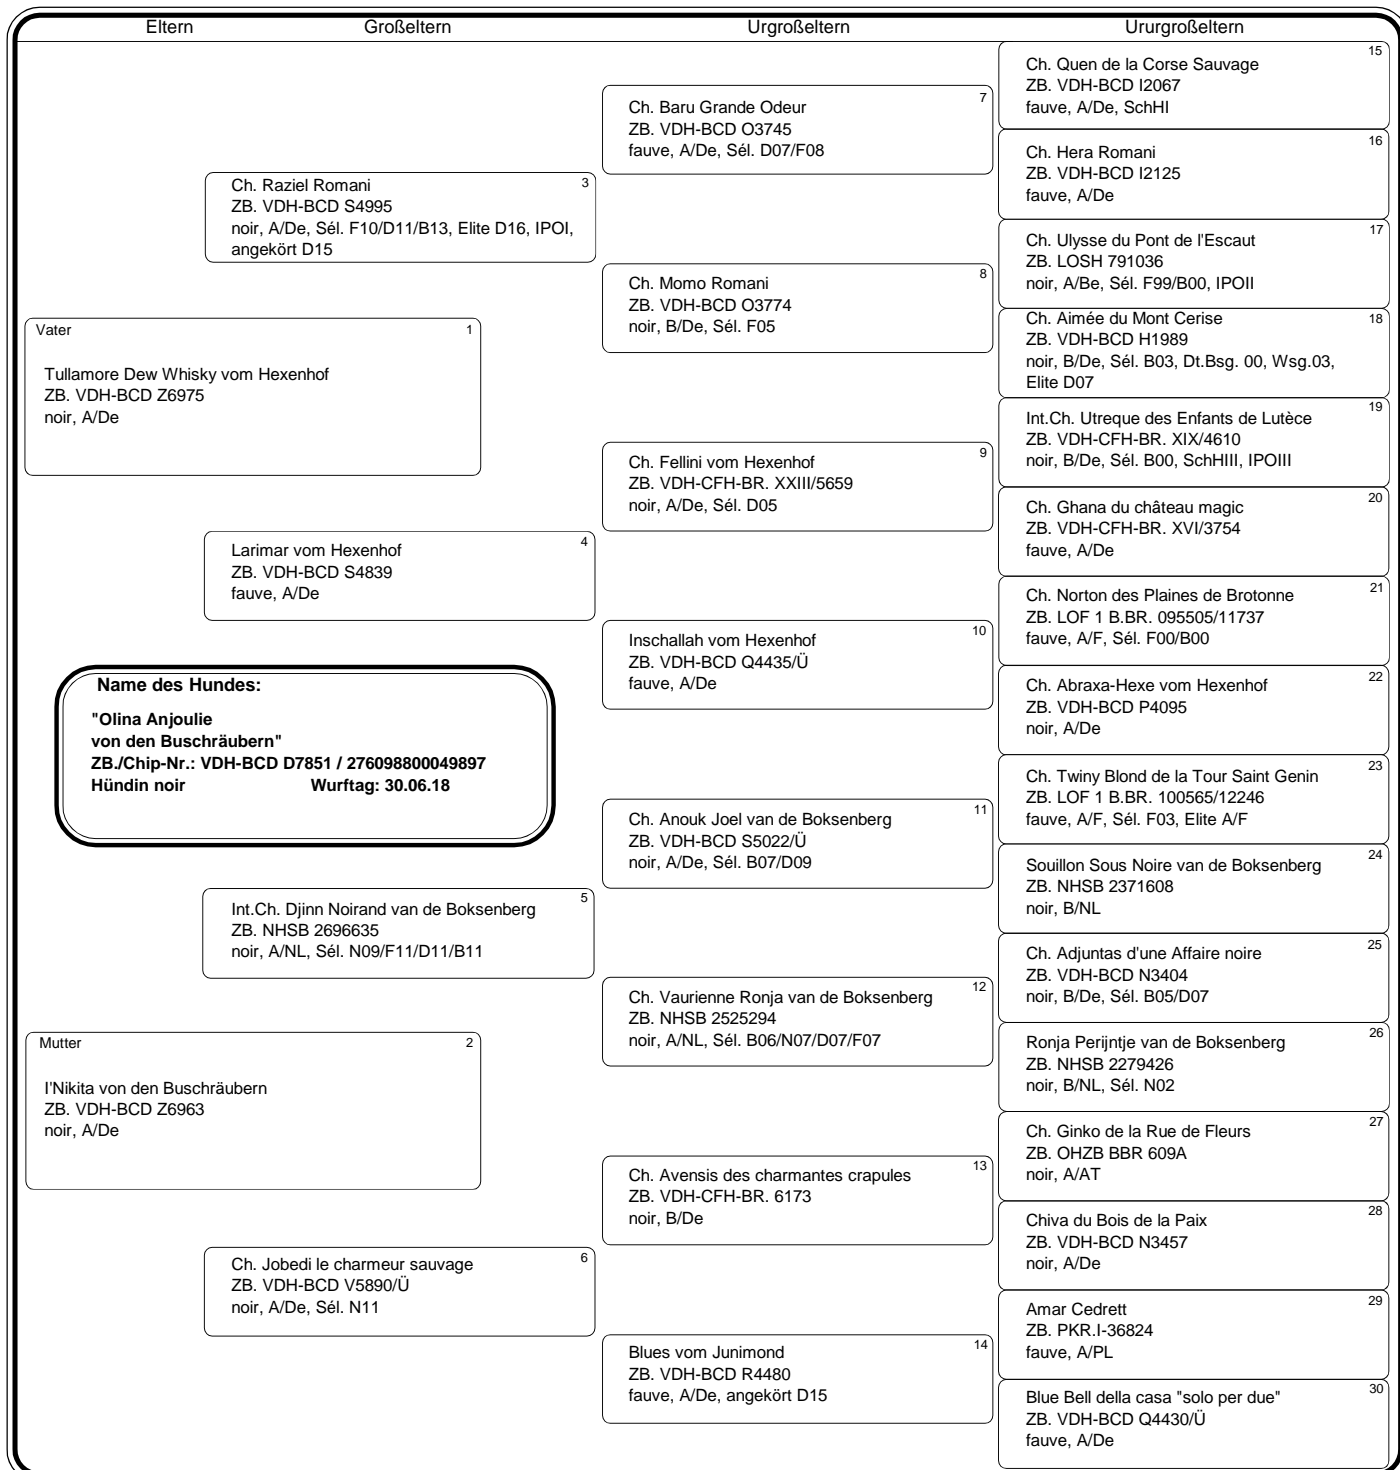 Eltern Großeltern Urgroßeltern Ururgroßeltern
Vater 1
Tullamore Dew Whisky vom Hexenhof
ZB. VDH-BCD Z6975
noir, A/De
Mutter 2
I'Nikita von den Buschräubern
ZB. VDH-BCD Z6963
noir, A/De
Name des Hundes:
"Olina Anjoulie
von den Buschräubern"
ZB./Chip-Nr.: VDH-BCD D7851 / 276098800049897
Hündin noir Wurftag: 30.06.18
Ch. Raziel Romani 3
ZB. VDH-BCD S4995
noir, A/De, Sél. F10/D11/B13, Elite D16, IPOI,
angekört D15
Larimar vom Hexenhof 4
ZB. VDH-BCD S4839
fauve, A/De
Int.Ch. Djinn Noirand van de Boksenberg 5
ZB. NHSB 2696635
noir, A/NL, Sél. N09/F11/D11/B11
Ch. Jobedi le charmeur sauvage 6
ZB. VDH-BCD V5890/Ü
noir, A/De, Sél. N11
Ch. Baru Grande Odeur 7
ZB. VDH-BCD O3745
fauve, A/De, Sél. D07/F08
Ch. Momo Romani 8
ZB. VDH-BCD O3774
noir, B/De, Sél. F05
Ch. Fellini vom Hexenhof 9
ZB. VDH-CFH-BR. XXIII/5659
noir, A/De, Sél. D05
Inschallah vom Hexenhof 10
ZB. VDH-BCD Q4435/Ü
fauve, A/De
Ch. Anouk Joel van de Boksenberg 11
ZB. VDH-BCD S5022/Ü
noir, A/De, Sél. B07/D09
Ch. Vaurienne Ronja van de Boksenberg 12
ZB. NHSB 2525294
noir, A/NL, Sél. B06/N07/D07/F07
Ch. Avensis des charmantes crapules 13
ZB. VDH-CFH-BR. 6173
noir, B/De
Blues vom Junimond 14
ZB. VDH-BCD R4480
fauve, A/De, angekört D15
Ch. Quen de la Corse Sauvage 15
ZB. VDH-BCD I2067
fauve, A/De, SchHI
Ch. Hera Romani 16
ZB. VDH-BCD I2125
fauve, A/De
Ch. Ulysse du Pont de l'Escaut 17
ZB. LOSH 791036
noir, A/Be, Sél. F99/B00, IPOII
Ch. Aimée du Mont Cerise 18
ZB. VDH-BCD H1989
noir, B/De, Sél. B03, Dt.Bsg. 00, Wsg.03,
Elite D07
Int.Ch. Utreque des Enfants de Lutèce 19
ZB. VDH-CFH-BR. XIX/4610
noir, B/De, Sél. B00, SchHIII, IPOIII
Ch. Ghana du château magic 20
ZB. VDH-CFH-BR. XVI/3754
fauve, A/De
Ch. Norton des Plaines de Brotonne 21
ZB. LOF 1 B.BR. 095505/11737
fauve, A/F, Sél. F00/B00
Ch. Abraxa-Hexe vom Hexenhof 22
ZB. VDH-BCD P4095
noir, A/De
Ch. Twiny Blond de la Tour Saint Genin 23
ZB. LOF 1 B.BR. 100565/12246
fauve, A/F, Sél. F03, Elite A/F
Souillon Sous Noire van de Boksenberg 24
ZB. NHSB 2371608
noir, B/NL
Ch. Adjuntas d'une Affaire noire 25
ZB. VDH-BCD N3404
noir, B/De, Sél. B05/D07
Ronja Perijntje van de Boksenberg 26
ZB. NHSB 2279426
noir, B/NL, Sél. N02
Ch. Ginko de la Rue de Fleurs 27
ZB. OHZB BBR 609A
noir, A/AT
Chiva du Bois de la Paix 28
ZB. VDH-BCD N3457
noir, A/De
Amar Cedrett 29
ZB. PKR.I-36824
fauve, A/PL
Blue Bell della casa "solo per due" 30
ZB. VDH-BCD Q4430/Ü
fauve, A/De